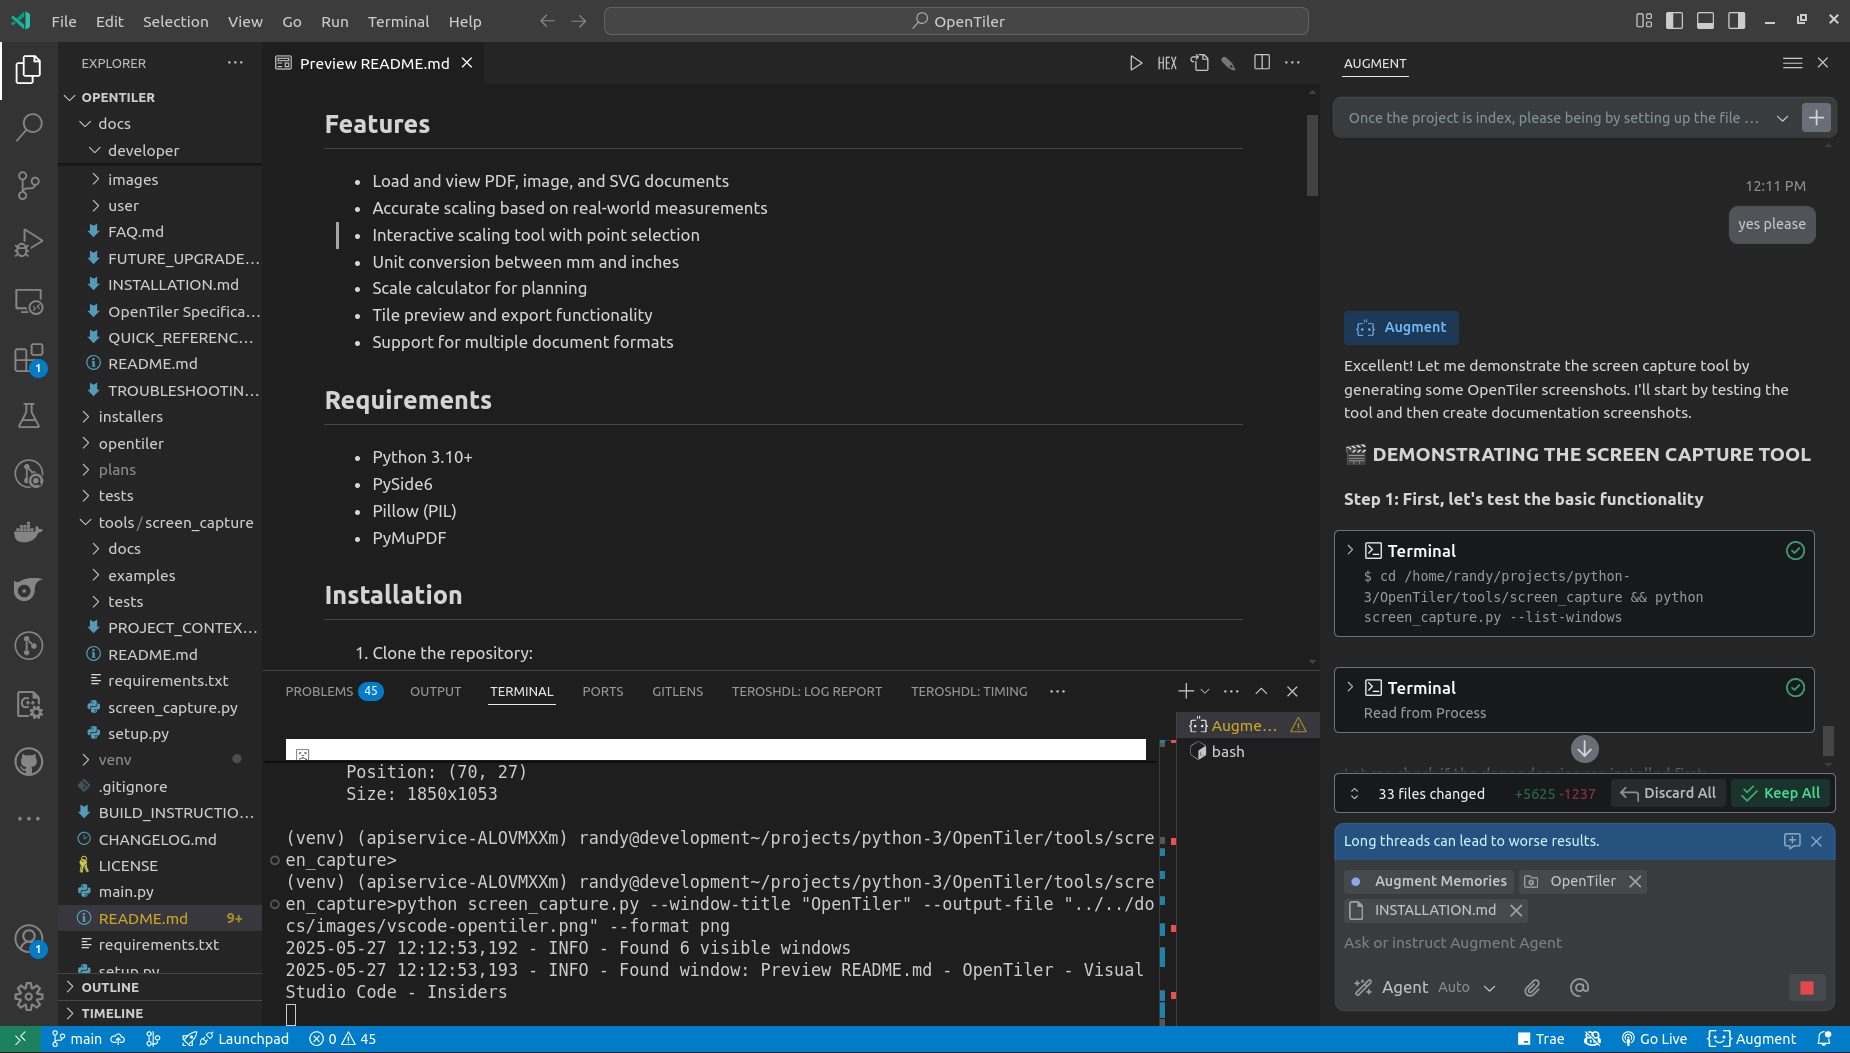 File Edit Selection View Go Run Terminal Help
OpenTiler
EXPLORER
OPENTILER
docs
developer
images
user
FAQ.md
FUTURE_UPGRADE...
INSTALLATION.md
OpenTiler Specifica...
QUICK_REFERENC...
README.md
TROUBLESHOOTIN...
installers
opentiler
plans
tests
tools/screen_capture
docs
examples
tests
PROJECT_CONTEX...
README.md
requirements.txt
screen_capture.py
setup.py
venv
.gitignore
BUILD_INSTRUCTIO...
CHANGELOG.md
LICENSE
main.py
README.md 9+
requirements.txt
setup.py
OUTLINE
TIMELINE
1
1
Preview README.md
HEX
Features
• Load and view PDF, image, and SVG documents
• Accurate scaling based on real-world measurements
• Interactive scaling tool with point selection
• Unit conversion between mm and inches
• Scale calculator for planning
• Tile preview and export functionality
• Support for multiple document formats
Requirements
• Python 3.10+
• PySide6
• Pillow (PIL)
• PyMuPDF
Installation
1. Clone the repository:
PROBLEMS 45 OUTPUT TERMINAL PORTS GITLENS TEROSHDL: LOG REPORT TEROSHDL: TIMING
Position: (70, 27)
Size: 1850x1053
(venv) (apiservice-ALOVMXXm) randy@development~/projects/python-3/OpenTiler/tools/scre
en_capture>
(venv) (apiservice-ALOVMXXm) randy@development~/projects/python-3/OpenTiler/tools/scre
en_capture>python screen_capture.py --window-title "OpenTiler" --output-file "../../do
cs/images/vscode-opentiler.png" --format png
2025-05-27 12:12:53,192 - INFO - Found 6 visible windows
2025-05-27 12:12:53,193 - INFO - Found window: Preview README.md - OpenTiler - Visual
Studio Code - Insiders
Augme...
bash
AUGMENT
Once the project is index, please being by setting up the file ...
12:11 PM
yes please
Augment
Excellent! Let me demonstrate the screen capture tool by
generating some OpenTiler screenshots. I'll start by testing the
tool and then create documentation screenshots.
🎬 DEMONSTRATING THE SCREEN CAPTURE TOOL
Step 1: First, let's test the basic functionality
Terminal
$ cd /home/randy/projects/python-
3/OpenTiler/tools/screen_capture && python
screen_capture.py --list-windows
Terminal
Read from Process
33 files changed +5625 -1237 Discard All Keep All
Long threads can lead to worse results.
Augment Memories OpenTiler
INSTALLATION.md
Ask or instruct Augment Agent
Agent Auto
main Launchpad 0 45 Trae Go Live Augment